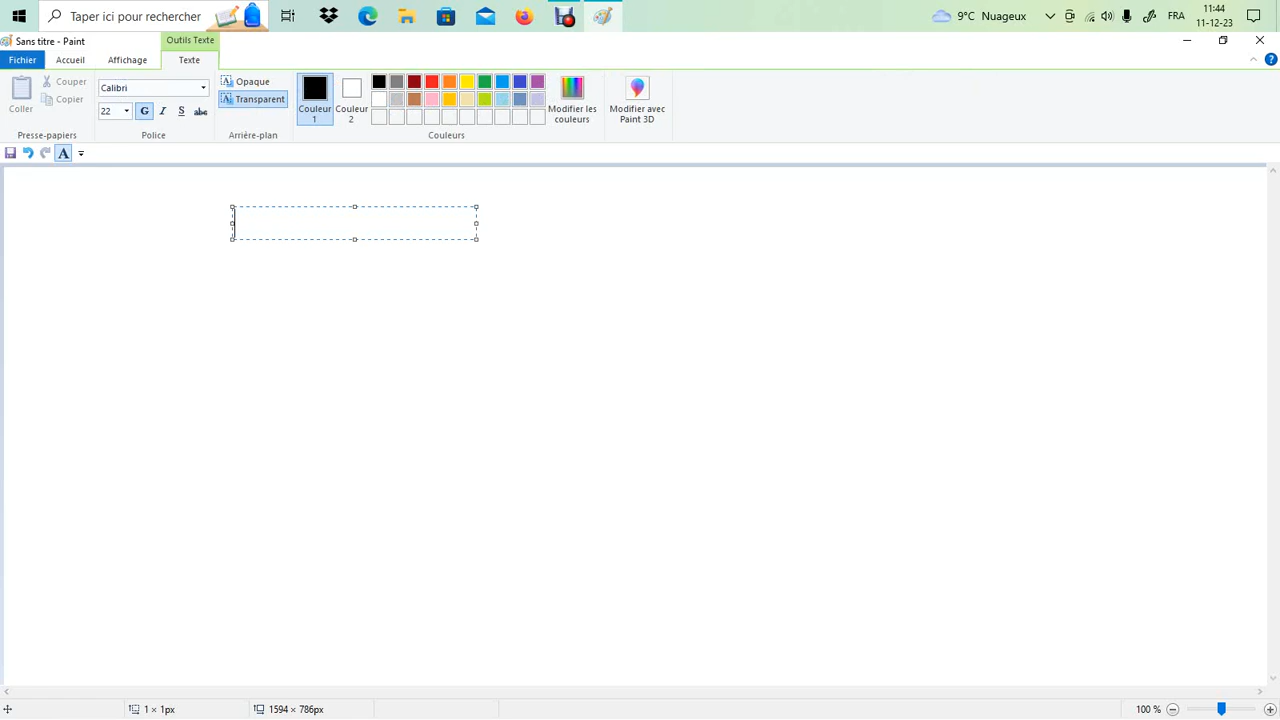 Taper ici pour rechercher
9°C Nuageux
FRA
11:44
11-12-23
Sans titre - Paint
Outils Texte
Fichier
Accueil
Affichage
Texte
Coller
Couper
Copier
Presse-papiers
Calibri
22
G I S abc
Police
Opaque
Transparent
Arrière-plan
Couleur 1
Couleur 2
Couleurs
Modifier les couleurs
Modifier avec Paint 3D
A
1 × 1px
1594 × 786px
100 %